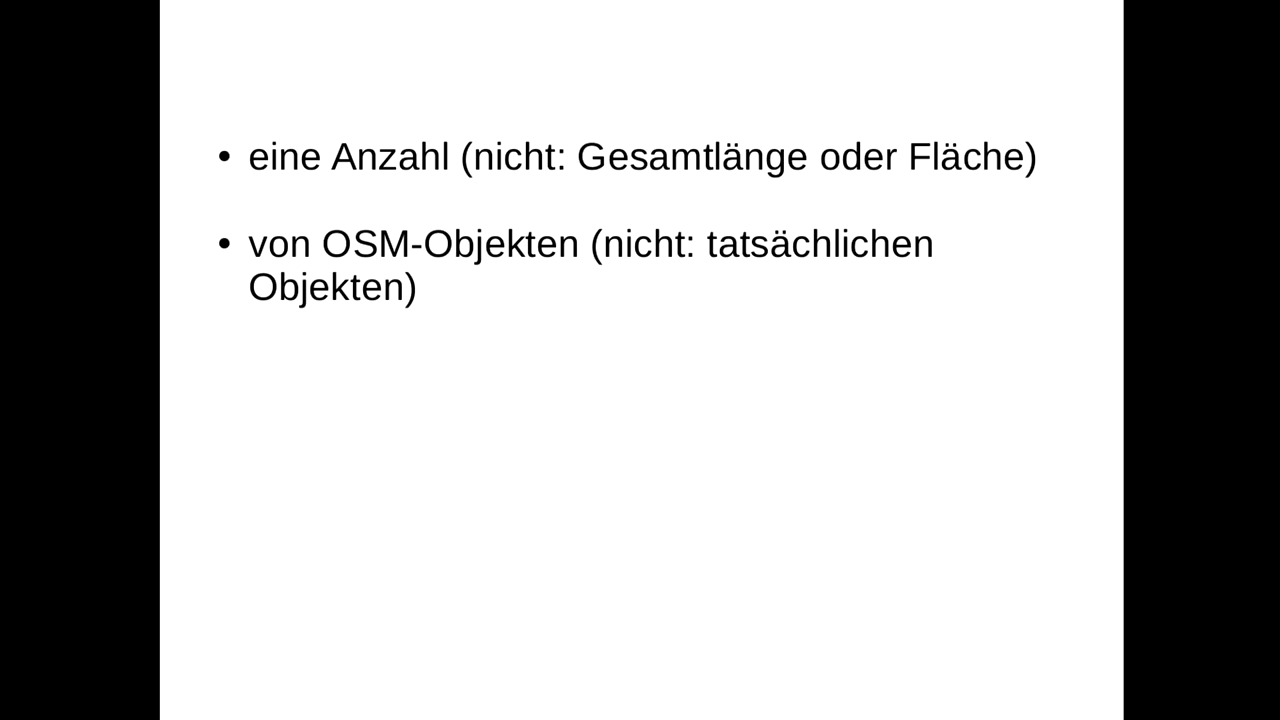 • eine Anzahl (nicht: Gesamtlänge oder Fläche)
• von OSM-Objekten (nicht: tatsächlichen
Objekten)